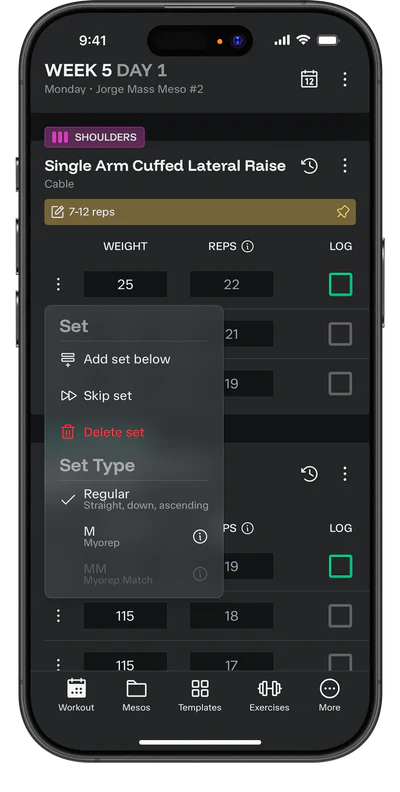 9:41
WEEK 5 DAY 1
Monday • Jorge Mass Meso #2
12
SHOULDERS
Single Arm Cuffed Lateral Raise
Cable
7-12 reps
WEIGHT REPS LOG
25 22
Set
21
Add set below
Skip set
19
Delete set
Set Type
Regular
Straight, down, ascending
M
Myorep
PS LOG
MM
Myorep Match
19
115 18
115 17
Workout Mesos Templates Exercises More